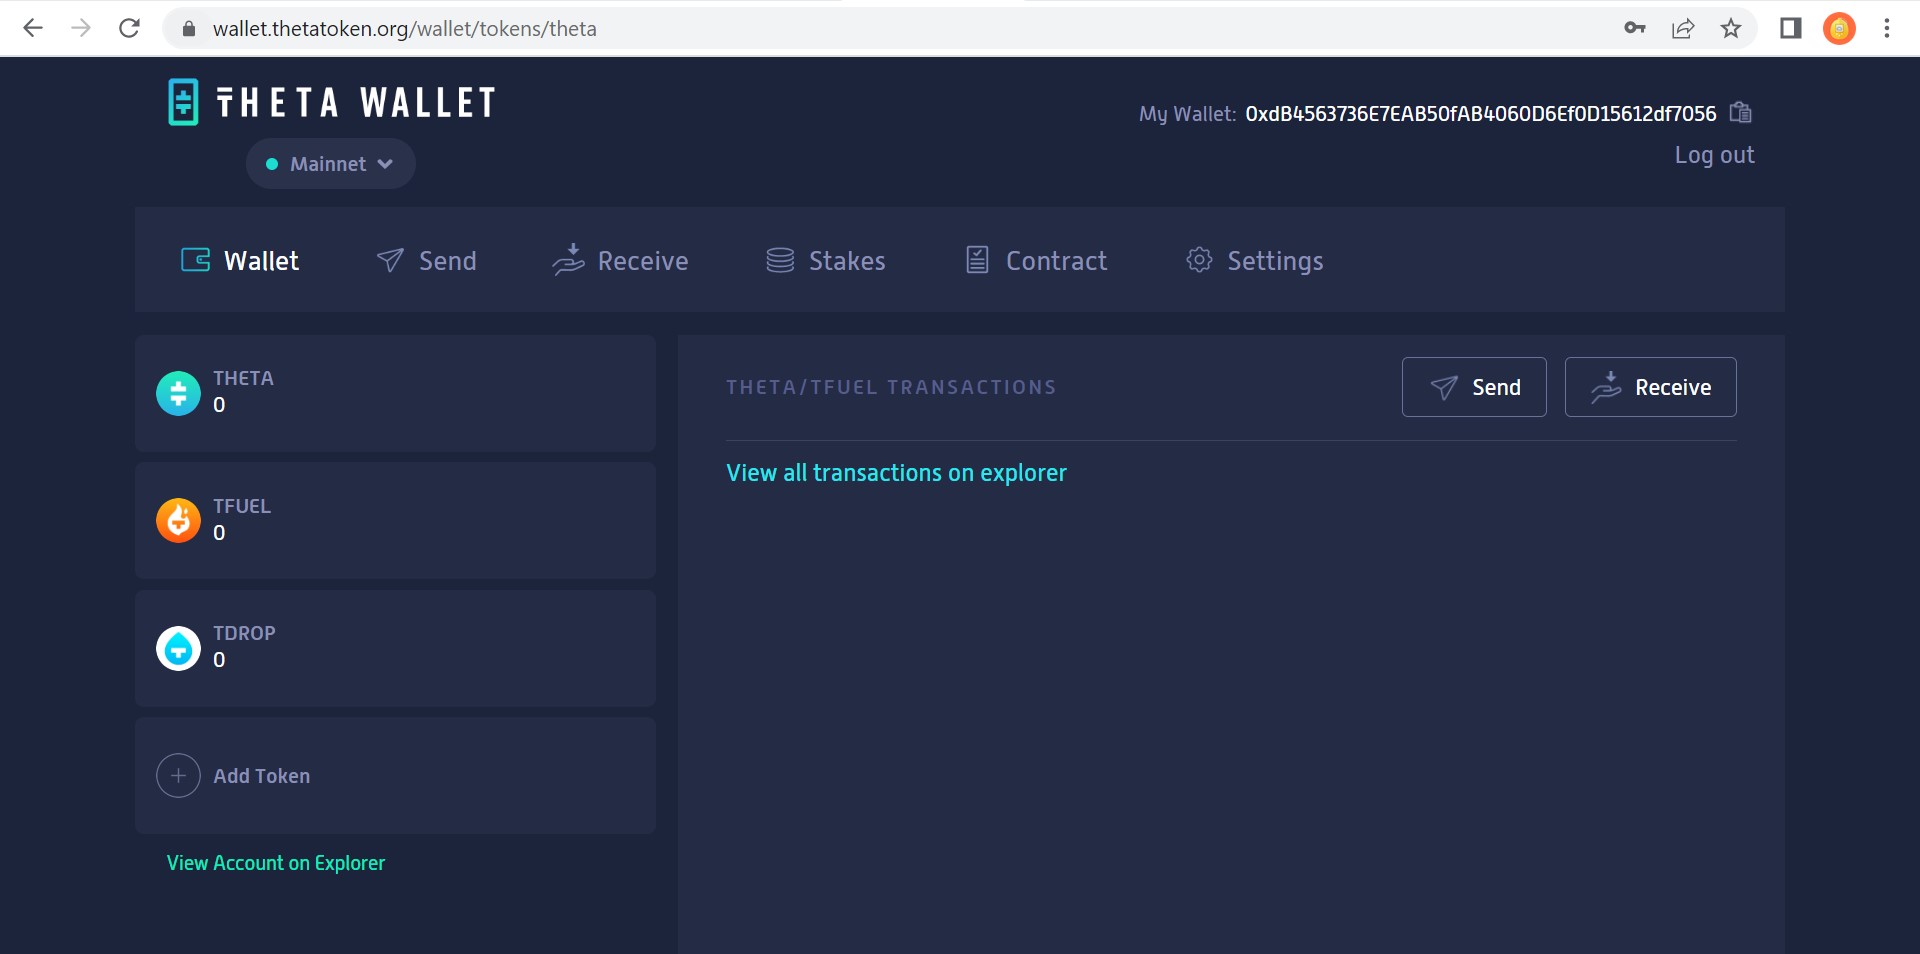 wallet.thetatoken.org/wallet/tokens/theta
THETA WALLET
My Wallet: 0xdB4563736E7EAB50fAB4060D6Ef0D15612df7056
Mainnet
Log out
Wallet
Send
Receive
Stakes
Contract
Settings
THETA
0
TFUEL
0
TDROP
0
Add Token
View Account on Explorer
THETA/TFUEL TRANSACTIONS
Send
Receive
View all transactions on explorer